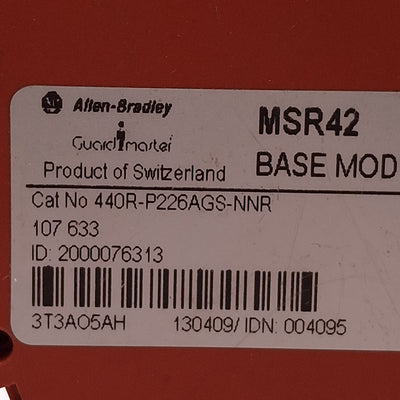 Allen-Bradley
Guardmaster
Product of Switzerland
MSR42
BASE MOD
Cat No 440R-P226AGS-NNR
107 633
ID: 2000076313
3T3AO5AH 130409/ IDN: 004095